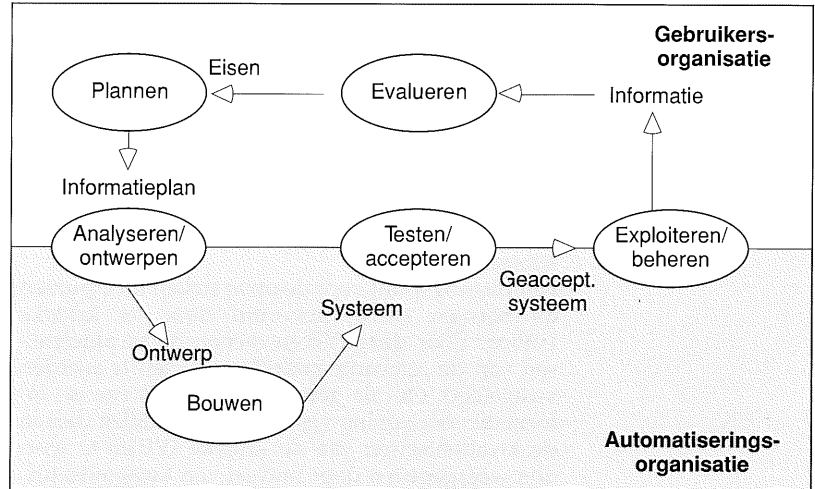 Gebruikers-
organisatie
Eisen
Plannen
Evalueren
Informatie
Informatieplan
Analyseren/
ontwerpen
Testen/
accepteren
Exploiteren/
beheren
Geaccept.
systeem
Systeem
Ontwerp
Bouwen
Automatiserings-
organisatie